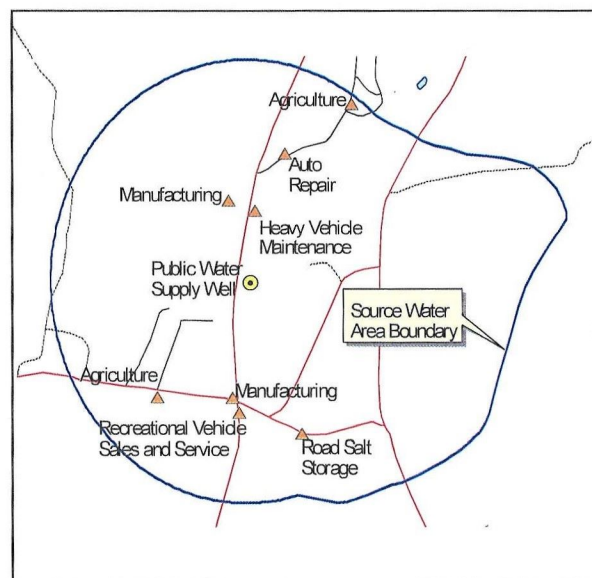 Agriculture
Auto
Repair
Manufacturing
Heavy Vehicle
Maintenance
Public Water
Supply Well
Source Water
Area Boundary
Agriculture
Manufacturing
Recreational Vehicle
Sales and Service
Road Salt
Storage